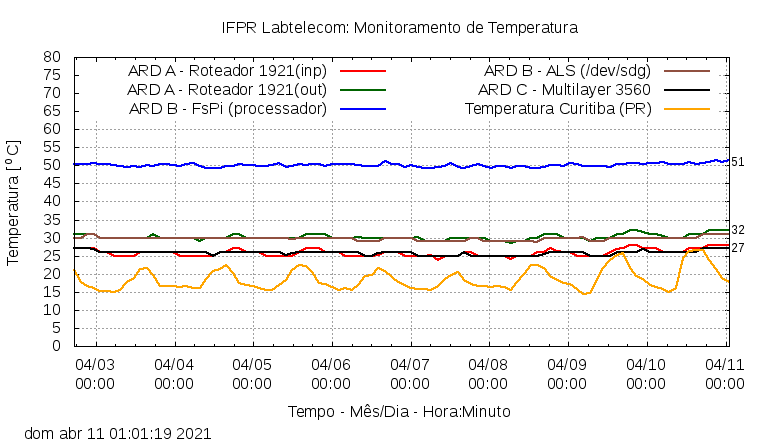 IFPR Labtelecom: Monitoramento de Temperatura
80
75
70
65
60
55
50
45
40
35
30
25
20
15
10
5
0
Temperatura [ºC]
ARD A - Roteador 1921(inp)
ARD A - Roteador 1921(out)
ARD B - FsPi (processador)
ARD B - ALS (/dev/sdg)
ARD C - Multilayer 3560
Temperatura Curitiba (PR)
51
32
27
04/03 04/04 04/05 04/06 04/07 04/08 04/09 04/10 04/11
00:00 00:00 00:00 00:00 00:00 00:00 00:00 00:00 00:00
Tempo - Mês/Dia - Hora:Minuto
dom abr 11 01:01:19 2021